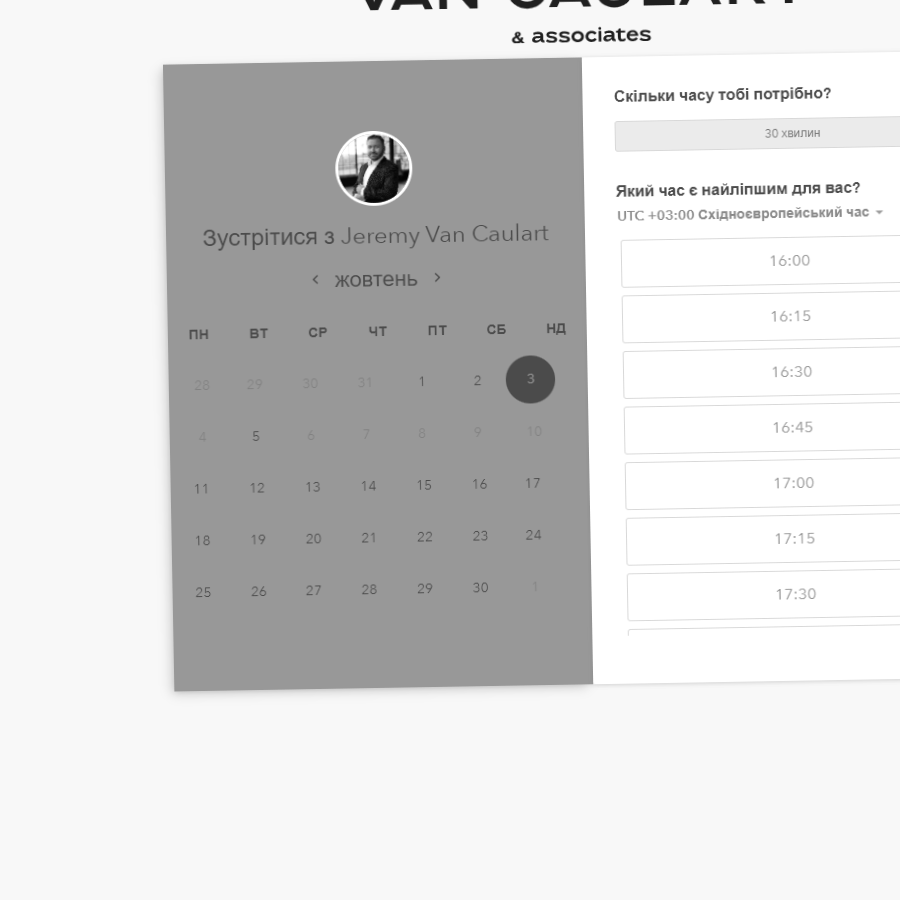 VAN CAULART
& associates
Зустрітися з Jeremy Van Caulart
жовтень
ПН ВТ СР ЧТ ПТ СБ НД
28 29 30 31 1 2 3
4 5 6 7 8 9 10
11 12 13 14 15 16 17
18 19 20 21 22 23 24
25 26 27 28 29 30 1
Скільки часу тобі потрібно?
30 хвилин
Який час є найліпшим для вас?
UTC +03:00 Східноєвропейський час
16:00
16:15
16:30
16:45
17:00
17:15
17:30